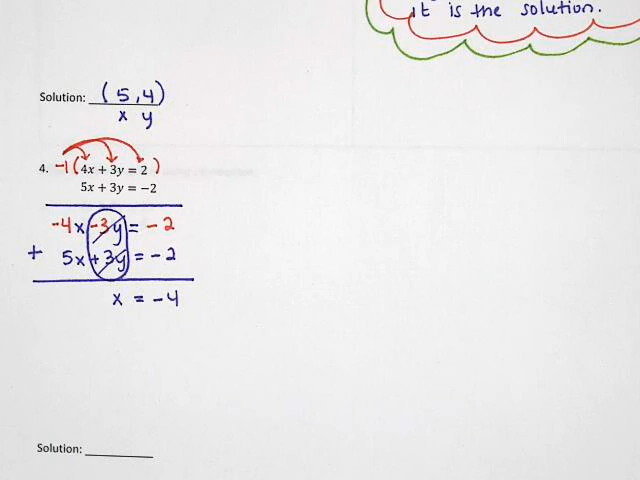 it is the solution.
Solution: (5,4)
x y
4. -1(4x + 3y = 2)
5x + 3y = −2
-4x -3y = -2
+ 5x +3y = -2
x = -4
Solution: